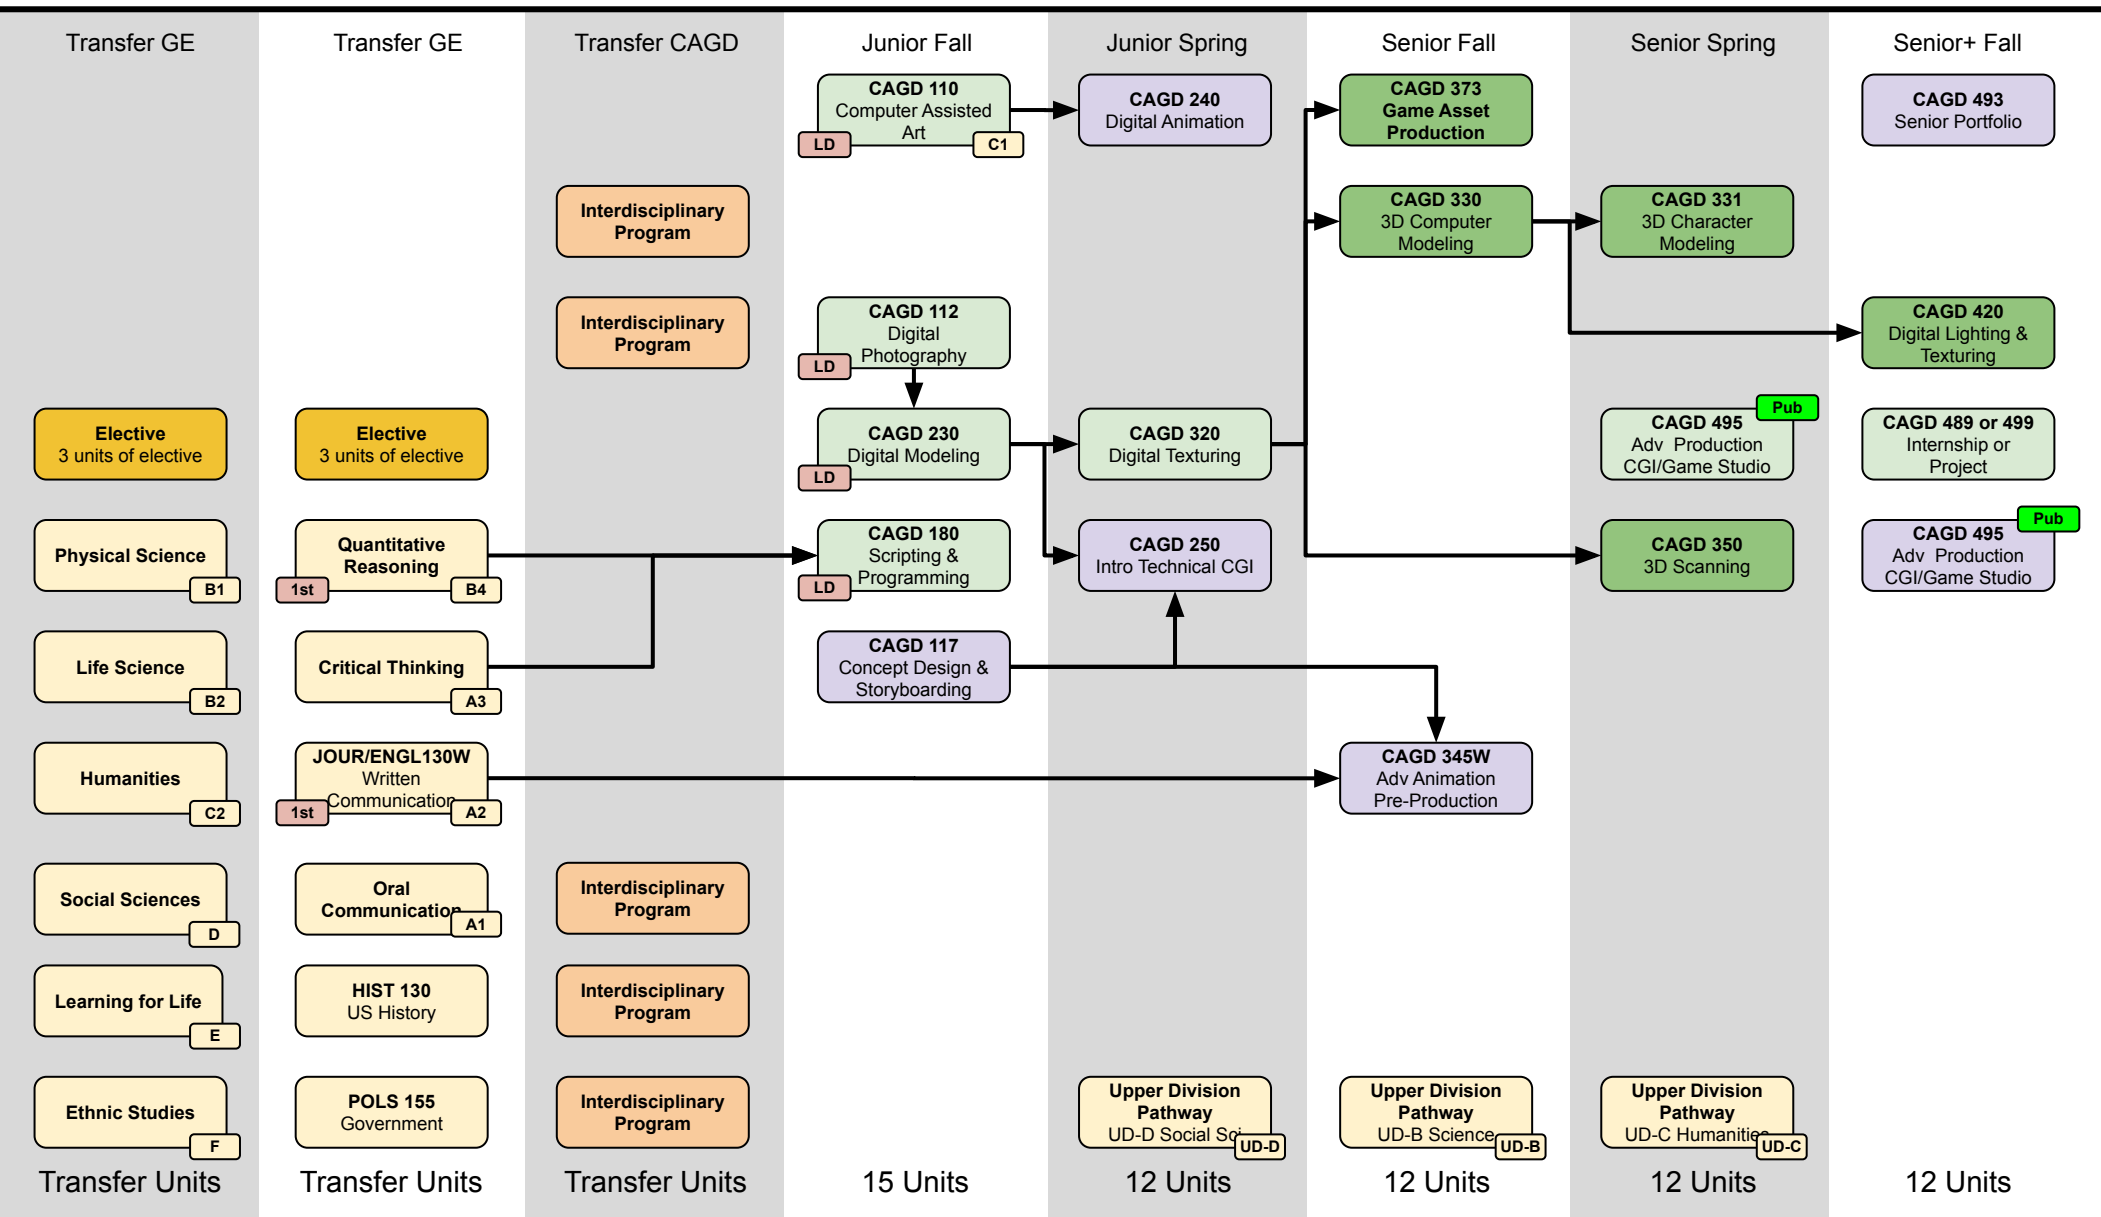 Transfer GE
Transfer GE
Transfer CAGD
Junior Fall
Junior Spring
Senior Fall
Senior Spring
Senior+ Fall
CAGD 110
Computer Assisted
Art
LD
C1
CAGD 240
Digital Animation
CAGD 373
Game Asset
Production
CAGD 493
Senior Portfolio
Interdisciplinary
Program
CAGD 330
3D Computer
Modeling
CAGD 331
3D Character
Modeling
Interdisciplinary
Program
CAGD 112
Digital
Photography
LD
CAGD 420
Digital Lighting &
Texturing
Elective
3 units of elective
Elective
3 units of elective
CAGD 230
Digital Modeling
LD
CAGD 320
Digital Texturing
Pub
CAGD 495
Adv Production
CGI/Game Studio
CAGD 489 or 499
Internship or
Project
Physical Science
B1
Quantitative
Reasoning
1st
B4
CAGD 180
Scripting &
Programming
LD
CAGD 250
Intro Technical CGI
CAGD 350
3D Scanning
Pub
CAGD 495
Adv Production
CGI/Game Studio
Life Science
B2
Critical Thinking
A3
CAGD 117
Concept Design &
Storyboarding
Humanities
C2
JOUR/ENGL130W
Written
Communication
1st
A2
CAGD 345W
Adv Animation
Pre-Production
Social Sciences
D
Oral
Communication
A1
Interdisciplinary
Program
Learning for Life
E
HIST 130
US History
Interdisciplinary
Program
Ethnic Studies
F
POLS 155
Government
Interdisciplinary
Program
Upper Division
Pathway
UD-D Social Sci
UD-D
Upper Division
Pathway
UD-B Science
UD-B
Upper Division
Pathway
UD-C Humanities
UD-C
Transfer Units
Transfer Units
Transfer Units
15 Units
12 Units
12 Units
12 Units
12 Units